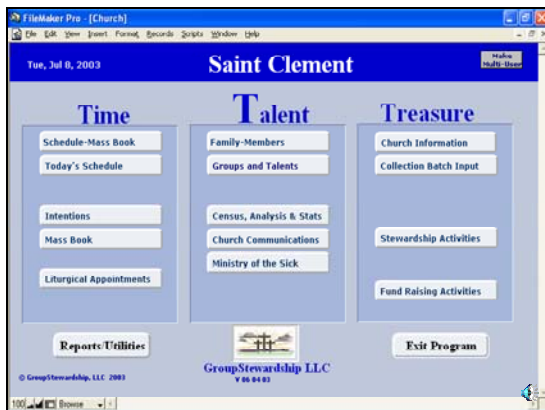 FileMaker Pro - [Church]
File Edit View Insert Format Records Scripts Window Help
Tue, Jul 8, 2003
Saint Clement
Make
Multi-User
Time
Talent
Treasure
Schedule-Mass Book
Family-Members
Church Information
Today's Schedule
Groups and Talents
Collection Batch Input
Intentions
Census, Analysis & Stats
Mass Book
Church Communications
Stewardship Activities
Ministry of the Sick
Liturgical Appointments
Fund Raising Activities
Reports/Utilities
Exit Program
GroupStewardship LLC
V 06 04 03
© GroupStewardship, LLC 2003
100
Browse